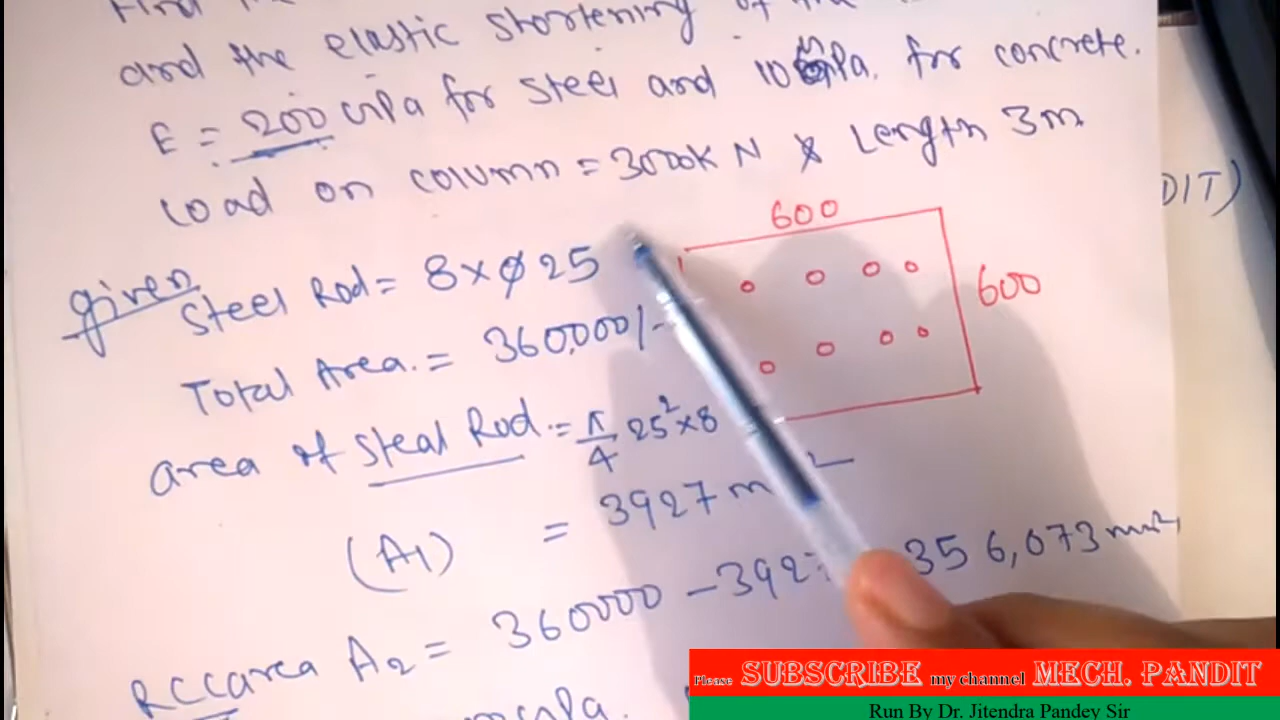 and the elastic shortening of the
E = 200 GPa for steel and 10 GPa. for concrete.
Load on column = 3000KN & Length 3m
DIT)
given
Steel Rod = 8 x ø 25
600
600
Total Area. = 360,000/-
area of Steal Rod. = π/4 25² x 8
(A1) = 3927 m
RCC area A2 = 360000 - 392 356,073 mm²
Please SUBSCRIBE my channel MECH. PANDIT
Run By Dr. Jitendra Pandey Sir